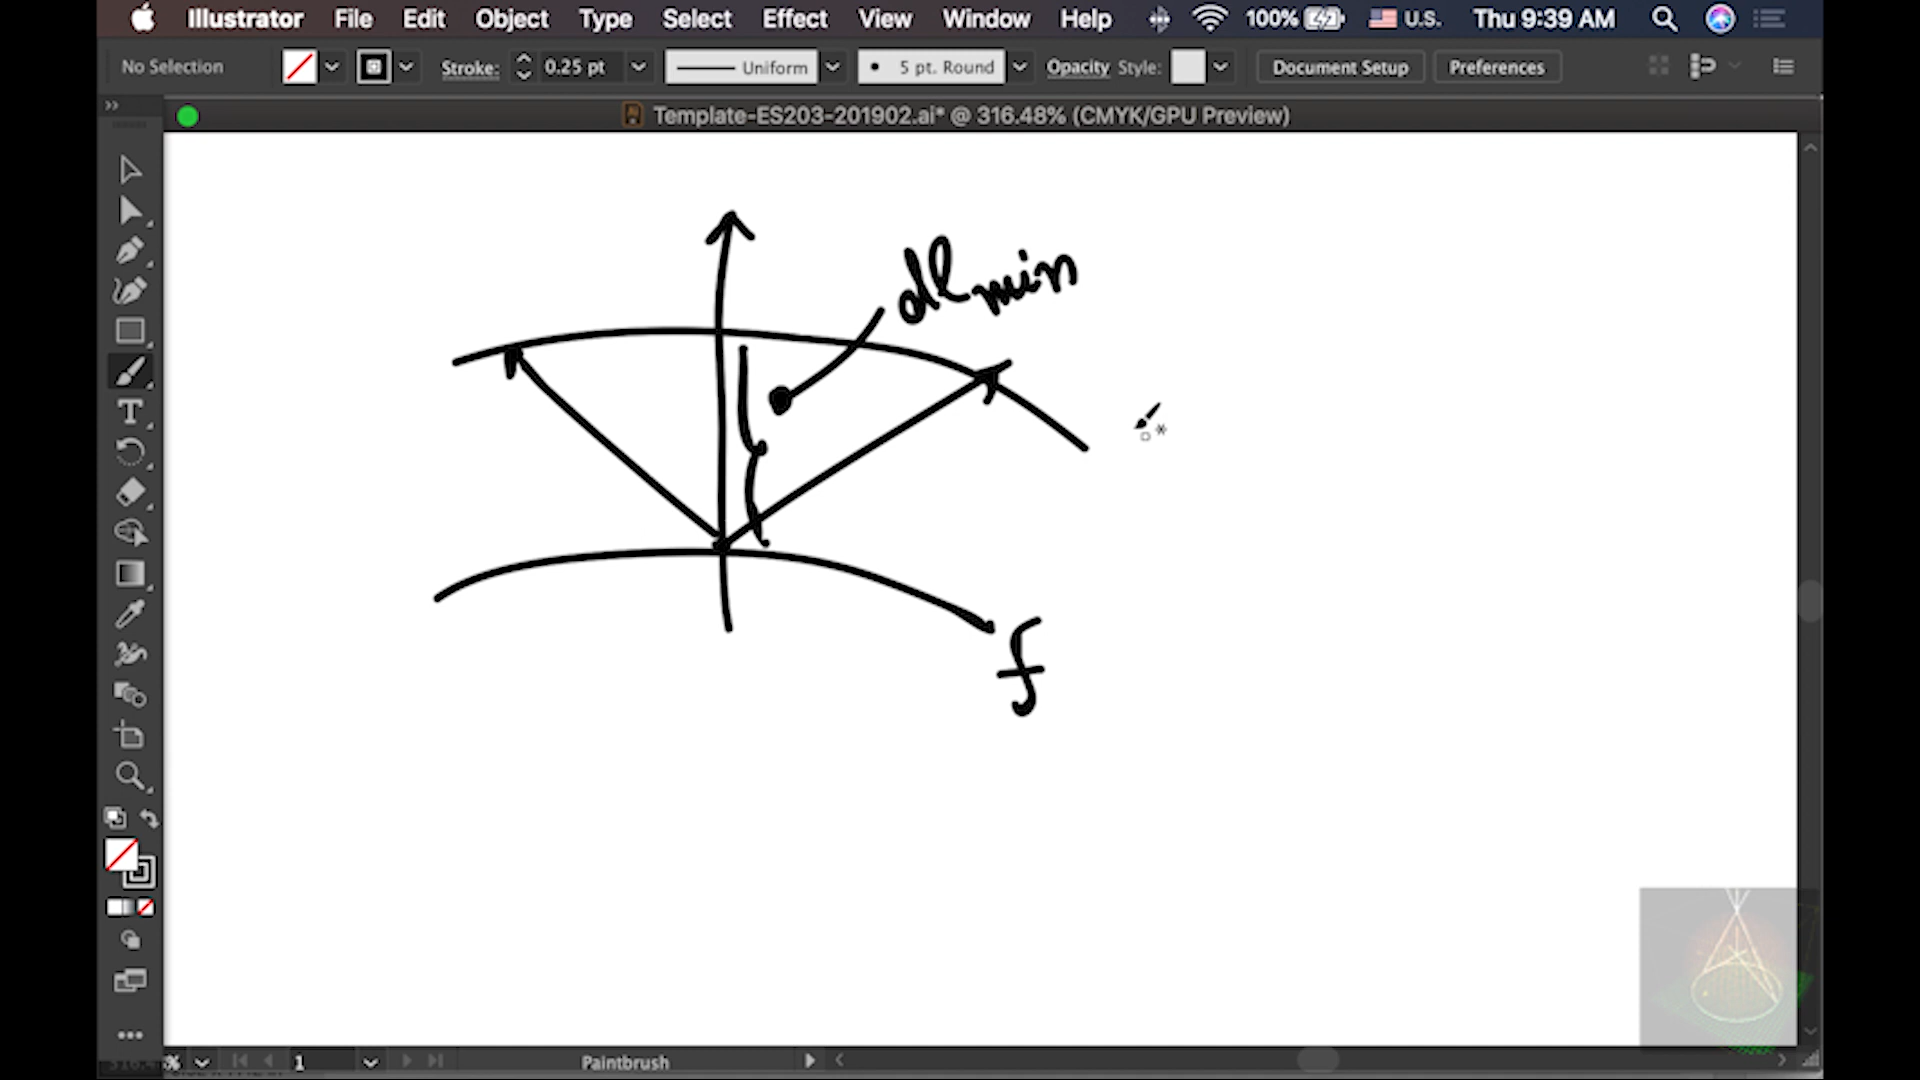 Illustrator File Edit Object Type Select Effect View Window Help 100% U.S. Thu 9:39 AM
No Selection Stroke: 0.25 pt Uniform 5 pt. Round Opacity Style: Document Setup Preferences
Template-ES203-201902.ai* @ 316.48% (CMYK/GPU Preview)
dl min
f
% 1 Paintbrush